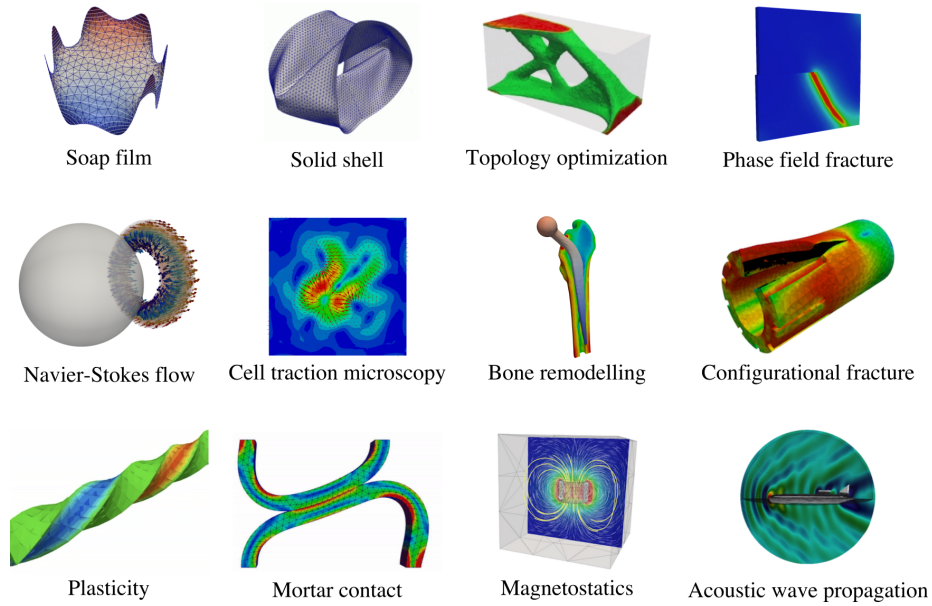 Soap film
Solid shell
Topology optimization
Phase field fracture
Navier-Stokes flow
Cell traction microscopy
Bone remodelling
Configurational fracture
Plasticity
Mortar contact
Magnetostatics
Acoustic wave propagation